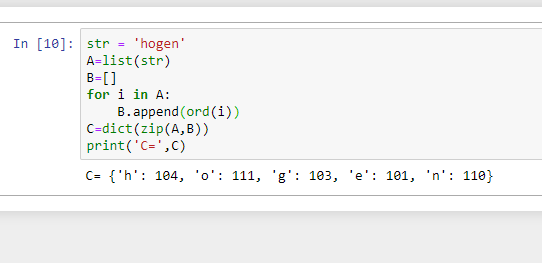 In [10]: str = 'hogen'
A=list(str)
B=[]
for i in A:
    B.append(ord(i))
C=dict(zip(A,B))
print('C=',C)
C= {'h': 104, 'o': 111, 'g': 103, 'e': 101, 'n': 110}